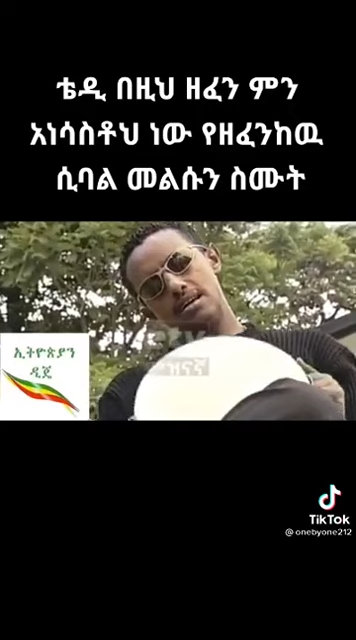 ቴዲ በዚህ ዘፈን ምን
አነሳስቶህ ነው የዘፈንከዉ
ሲባል መልሱን ስሙት
ኢትዮጵያን
ዲጄ
TikTok
@onebyone212